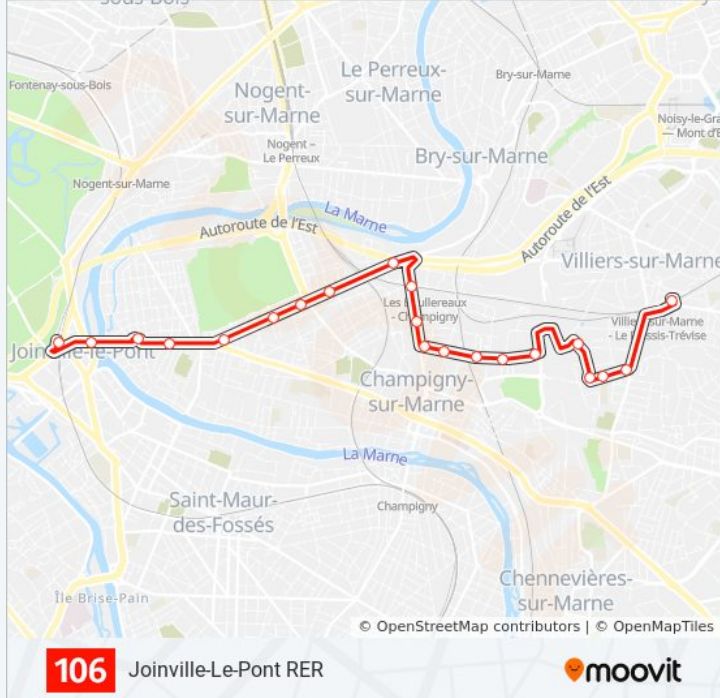 sous-Bois
Fontenay-sous-Bois
Le Perreux-
sur-Marne
Bry-sur-Marne
Nogent-
sur-Marne
Noisy-le-Gra
— Mont d'E
Nogent –
Le Perreux
Bry-sur-Marne
Nogent-sur-Marne
La Marne
Autoroute de l'Est
Autoroute de l'Est
Villiers-sur-Marne
Les Boullereaux
- Champigny
Villiers-sur-Marne
- Le Plessis-Trévise
Joinville-le-Pont
Champigny-
sur-Marne
La Marne
Saint-Maur-
des-Fossés
Champigny
Chennevières-
sur-Marne
Île Brise-Pain
© OpenStreetMap contributors | © OpenMapTiles
106
Joinville-Le-Pont RER
moovit